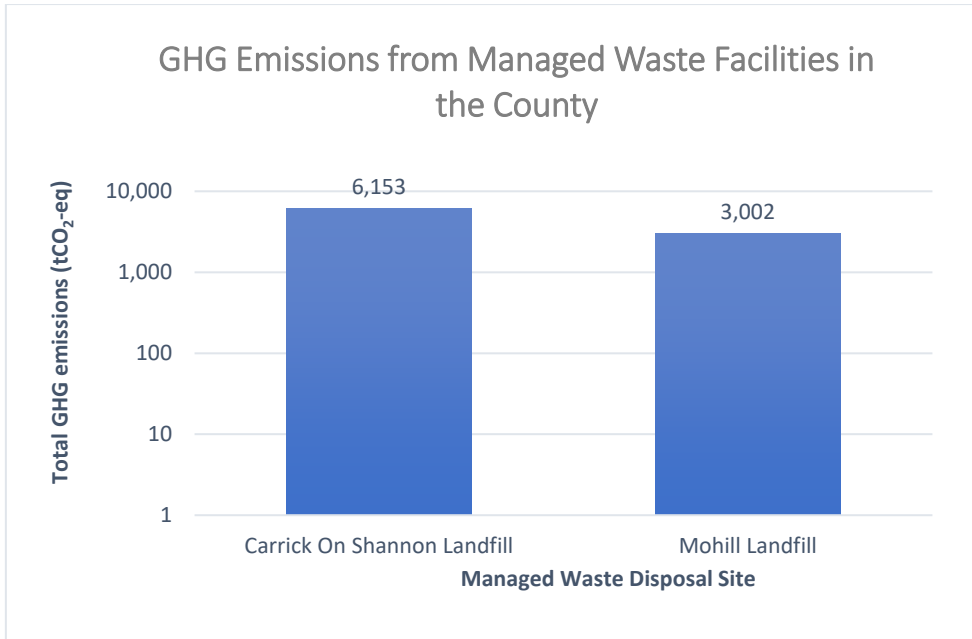 GHG Emissions from Managed Waste Facilities in
the County
Total GHG emissions (tCO₂-eq)
10,000
1,000
100
10
1
6,153
3,002
Carrick On Shannon Landfill
Mohill Landfill
Managed Waste Disposal Site